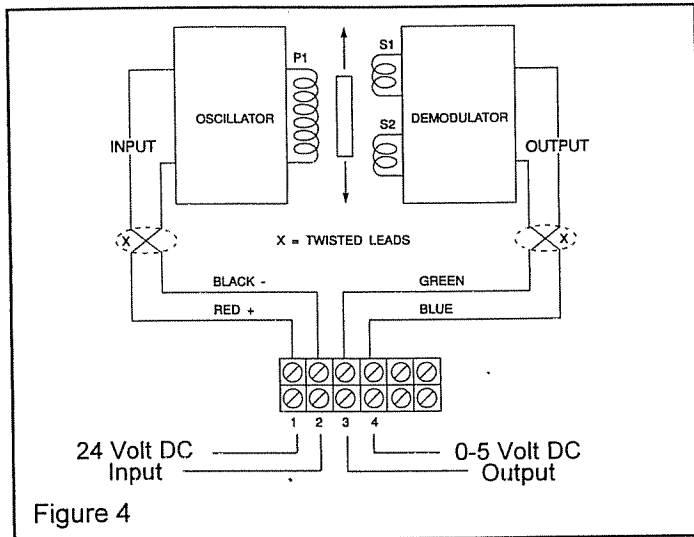 P1
S1
OSCILLATOR
DEMODULATOR
S2
INPUT
OUTPUT
X
X = TWISTED LEADS
X
BLACK -
GREEN
RED +
BLUE
1 2 3 4
24 Volt DC
Input
0-5 Volt DC
Output
Figure 4